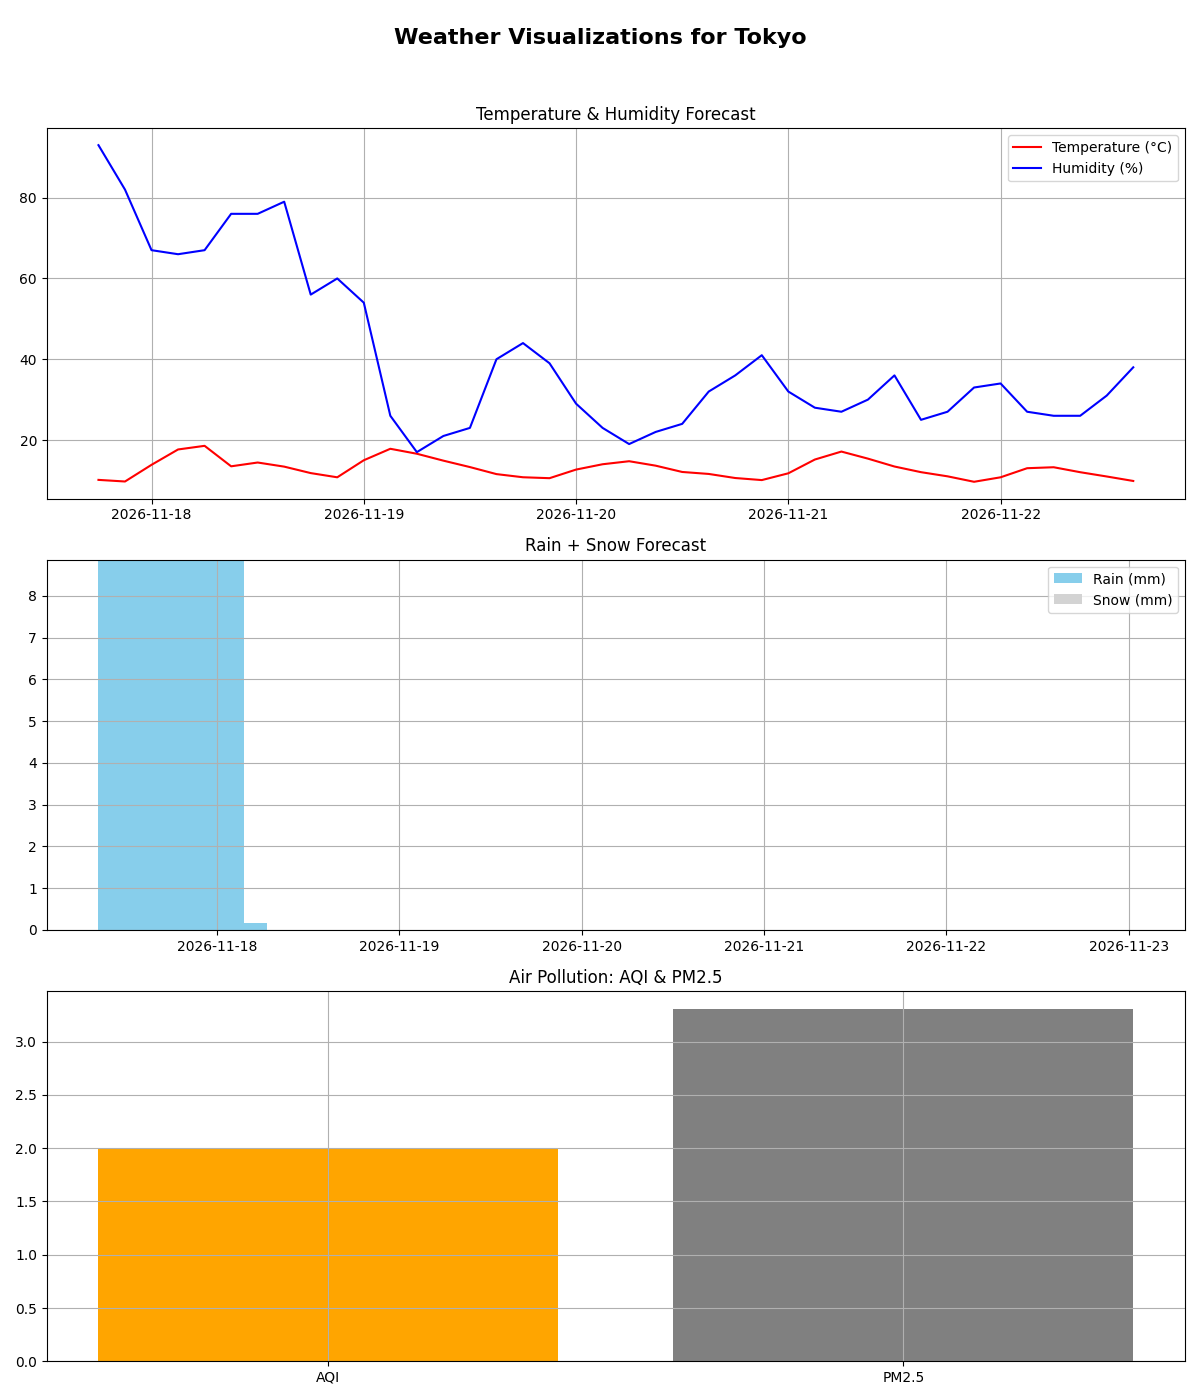 Weather Visualizations for Tokyo
Temperature & Humidity Forecast
Temperature (°C)
Humidity (%)
80
60
40
20
2026-11-18 2026-11-19 2026-11-20 2026-11-21 2026-11-22
Rain + Snow Forecast
Rain (mm)
Snow (mm)
8
7
6
5
4
3
2
1
0
2026-11-18 2026-11-19 2026-11-20 2026-11-21 2026-11-22 2026-11-23
Air Pollution: AQI & PM2.5
3.0
2.5
2.0
1.5
1.0
0.5
0.0
AQI PM2.5